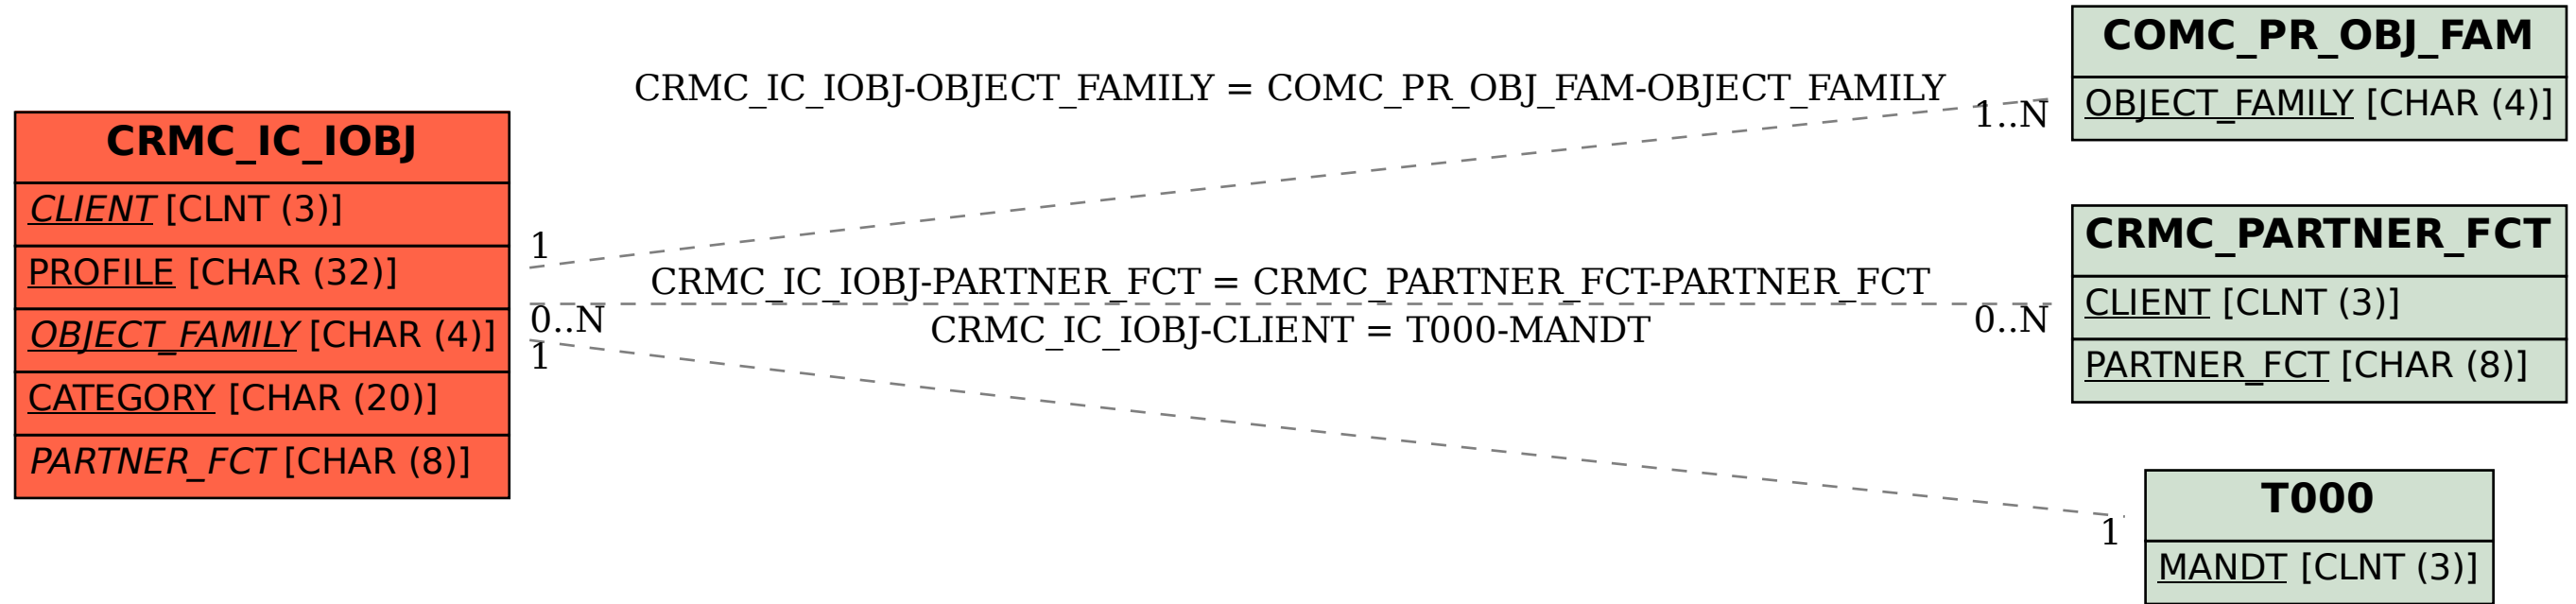 CRMC_IC_IOBJ
CLIENT [CLNT (3)]
PROFILE [CHAR (32)]
OBJECT_FAMILY [CHAR (4)]
CATEGORY [CHAR (20)]
PARTNER_FCT [CHAR (8)]
CRMC_IC_IOBJ-OBJECT_FAMILY = COMC_PR_OBJ_FAM-OBJECT_FAMILY
1
1..N
CRMC_IC_IOBJ-PARTNER_FCT = CRMC_PARTNER_FCT-PARTNER_FCT
0..N
0..N
CRMC_IC_IOBJ-CLIENT = T000-MANDT
1
1
COMC_PR_OBJ_FAM
OBJECT_FAMILY [CHAR (4)]
CRMC_PARTNER_FCT
CLIENT [CLNT (3)]
PARTNER_FCT [CHAR (8)]
T000
MANDT [CLNT (3)]